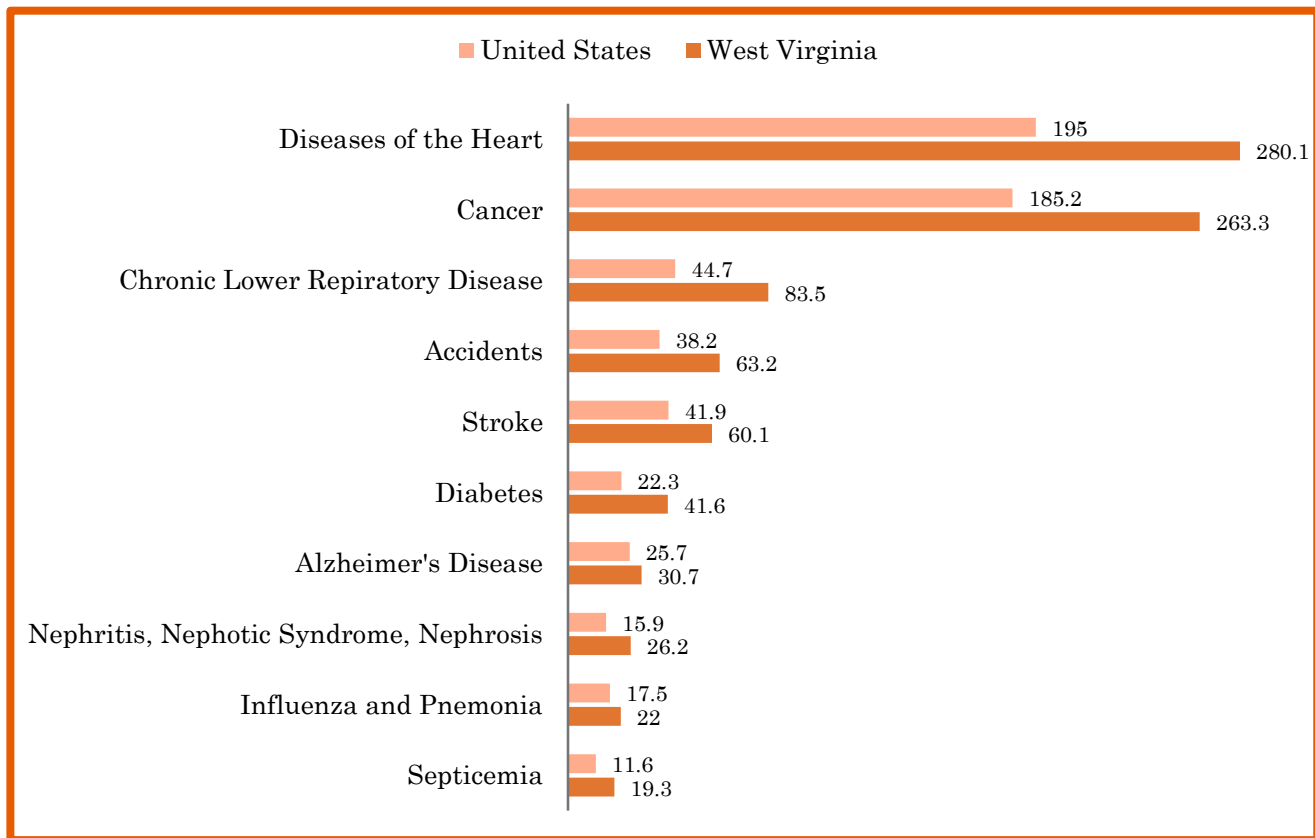 United States West Virginia
Diseases of the Heart
195
280.1
Cancer
185.2
263.3
Chronic Lower Repiratory Disease
44.7
83.5
Accidents
38.2
63.2
Stroke
41.9
60.1
Diabetes
22.3
41.6
Alzheimer's Disease
25.7
30.7
Nephritis, Nephotic Syndrome, Nephrosis
15.9
26.2
Influenza and Pnemonia
17.5
22
Septicemia
11.6
19.3